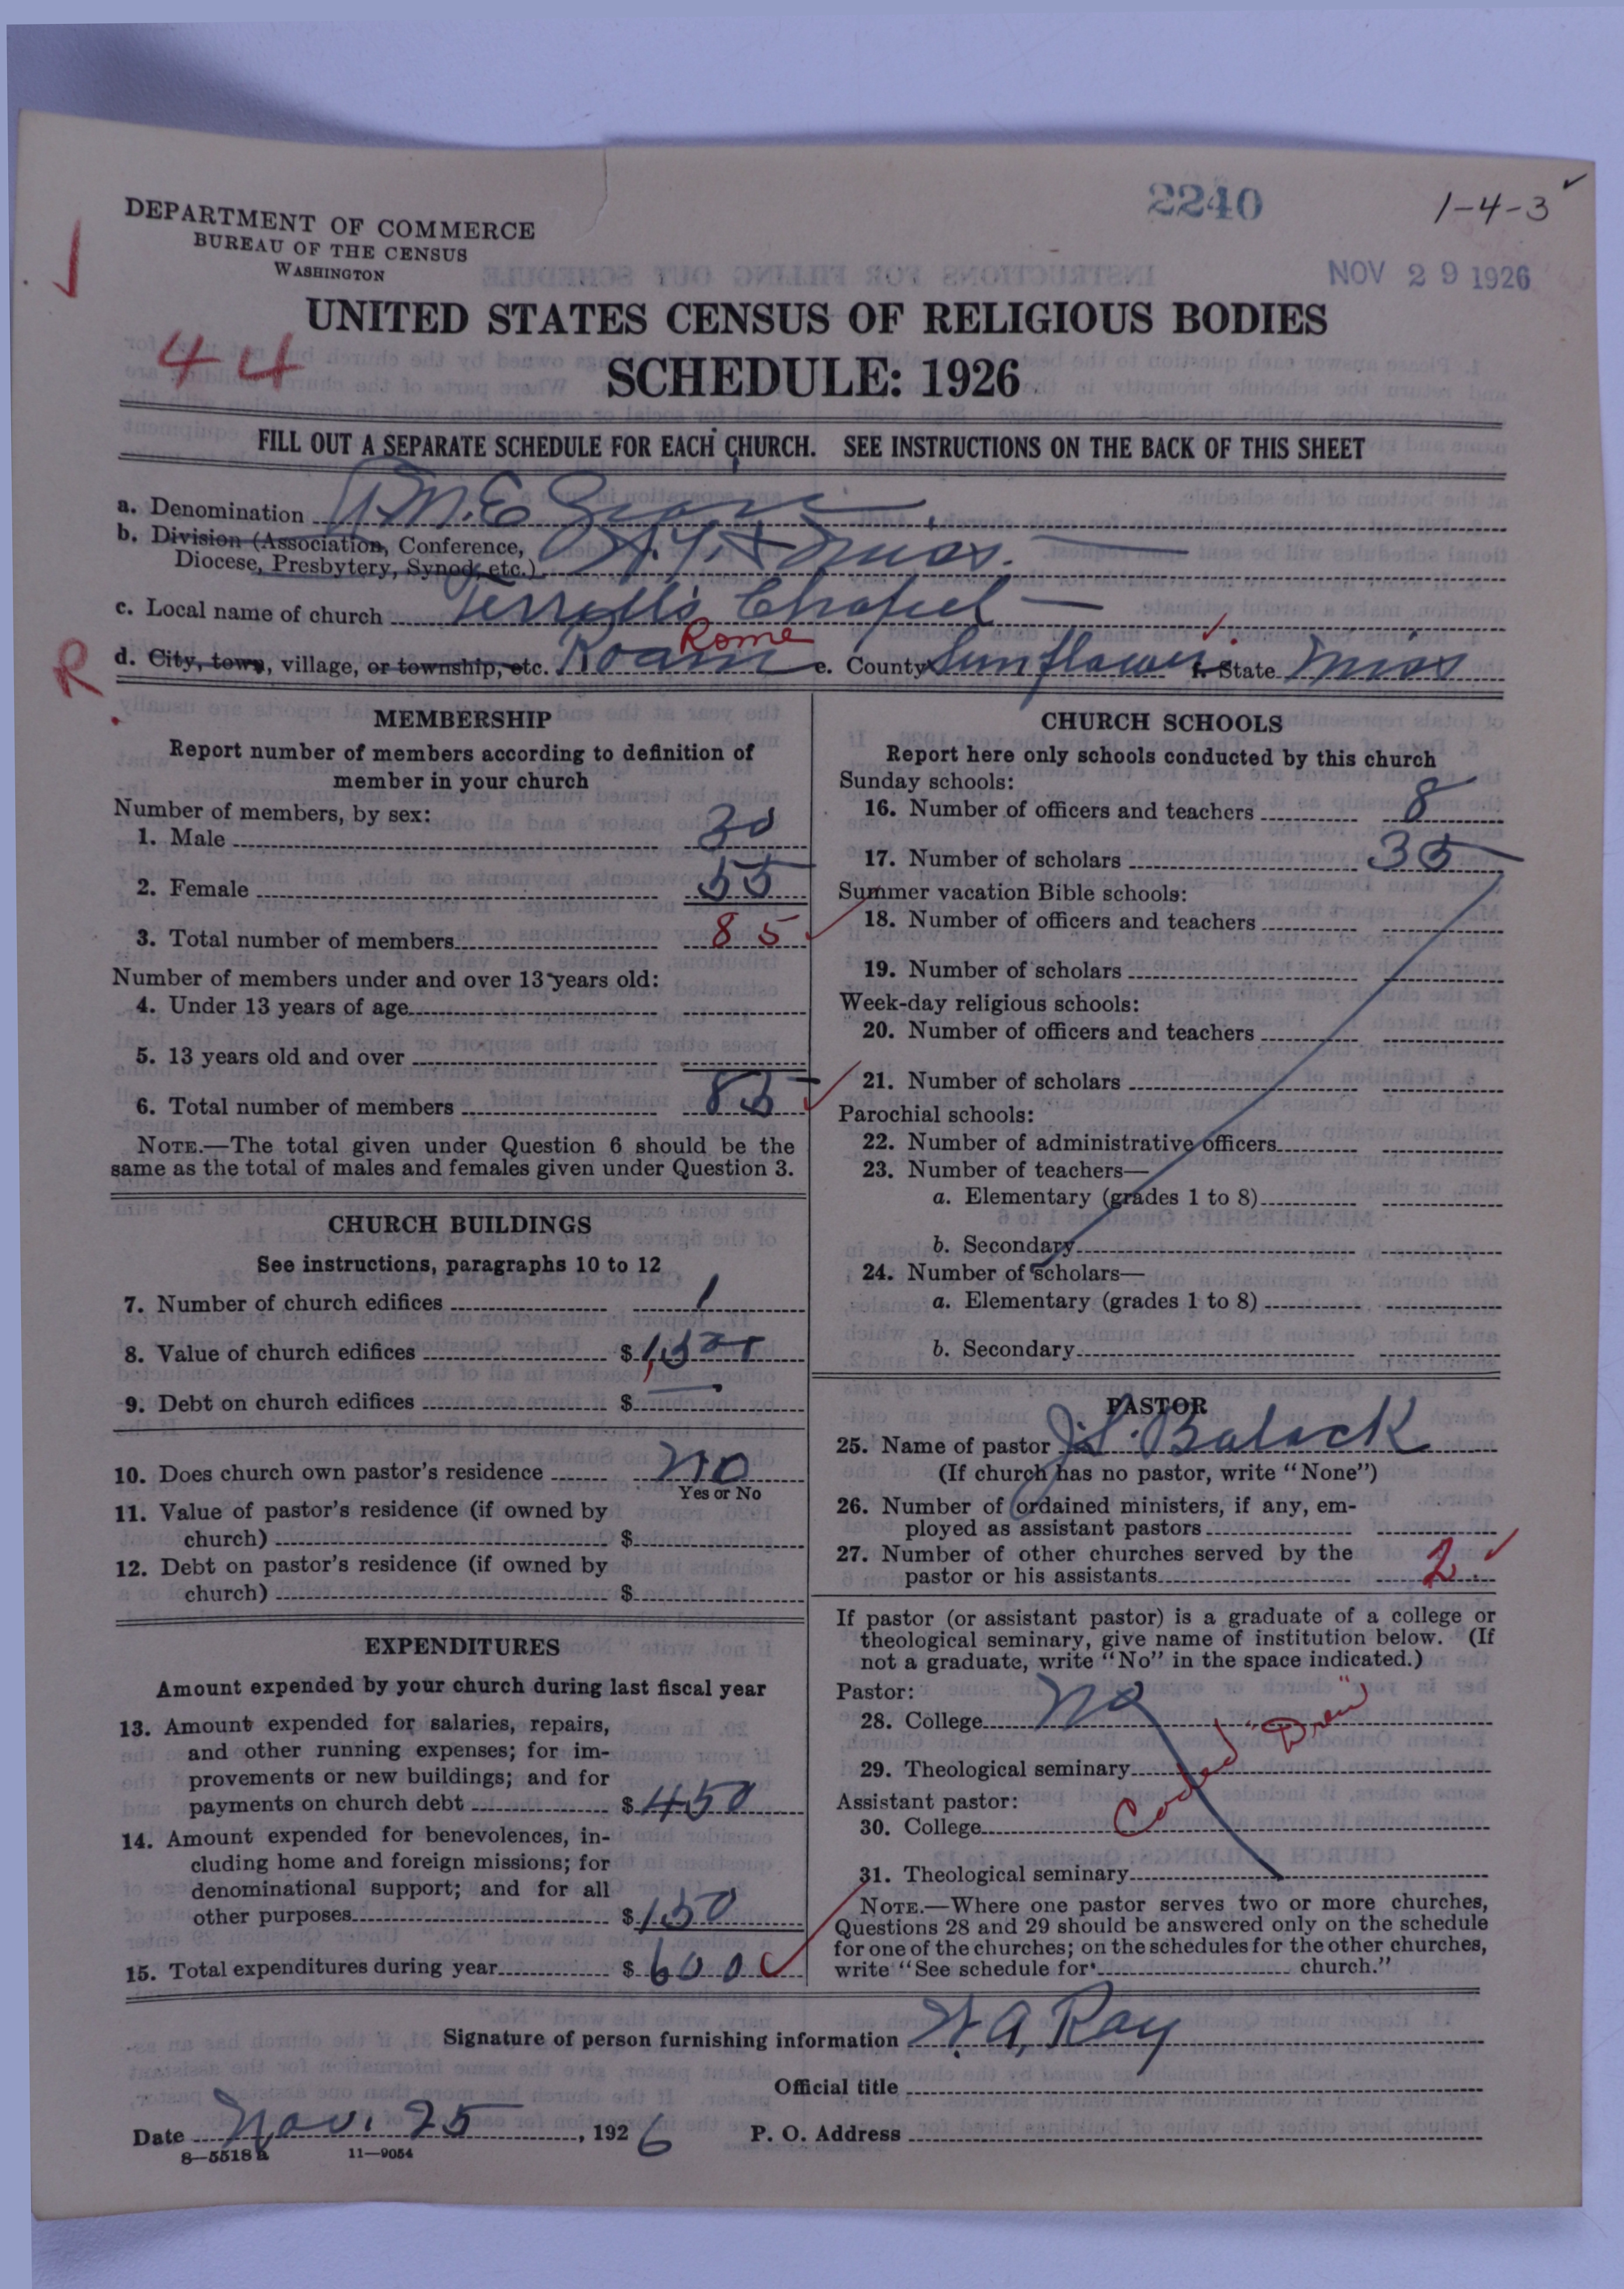 2240
1-4-3
DEPARTMENT OF COMMERCE
BUREAU OF THE CENSUS
WASHINGTON
NOV 29 1926
UNITED STATES CENSUS OF RELIGIOUS BODIES
44
SCHEDULE: 1926
FILL OUT A SEPARATE SCHEDULE FOR EACH CHURCH. SEE INSTRUCTIONS ON THE BACK OF THIS SHEET
a. Denomination A.M.E. Zion
b. Division (Association, Conference,
Diocese, Presbytery, Synod, etc.) Miss.
c. Local name of church Terrell's Chapel
Rome
R
d. City, town, village, or township, etc. Roam e. County Sunflower f. State Miss
MEMBERSHIP
Report number of members according to definition of
member in your church
Number of members, by sex:
1. Male 30
2. Female 55
3. Total number of members 85
Number of members under and over 13 years old:
4. Under 13 years of age
5. 13 years old and over
6. Total number of members 85
NOTE.—The total given under Question 6 should be the
same as the total of males and females given under Question 3.
CHURCH BUILDINGS
See instructions, paragraphs 10 to 12
7. Number of church edifices 1
8. Value of church edifices $ 1,500
9. Debt on church edifices $ —
10. Does church own pastor's residence No
Yes or No
11. Value of pastor's residence (if owned by
church) $
12. Debt on pastor's residence (if owned by
church) $
EXPENDITURES
Amount expended by your church during last fiscal year
13. Amount expended for salaries, repairs,
and other running expenses; for im-
provements or new buildings; and for
payments on church debt $ 450
14. Amount expended for benevolences, in-
cluding home and foreign missions; for
denominational support; and for all
other purposes $ 150
15. Total expenditures during year $ 600
CHURCH SCHOOLS
Report here only schools conducted by this church
Sunday schools:
16. Number of officers and teachers 8
17. Number of scholars 35
Summer vacation Bible schools:
18. Number of officers and teachers
19. Number of scholars
Week-day religious schools:
20. Number of officers and teachers
21. Number of scholars
Parochial schools:
22. Number of administrative officers
23. Number of teachers—
a. Elementary (grades 1 to 8)
b. Secondary
24. Number of scholars—
a. Elementary (grades 1 to 8)
b. Secondary
PASTOR
25. Name of pastor J.S. Balack
(If church has no pastor, write "None")
26. Number of ordained ministers, if any, em-
ployed as assistant pastors
27. Number of other churches served by the
pastor or his assistants 2
If pastor (or assistant pastor) is a graduate of a college or
theological seminary, give name of institution below. (If
not a graduate, write "No" in the space indicated.)
Pastor:
28. College No
Coded "Drew"
29. Theological seminary
Assistant pastor:
30. College
31. Theological seminary
NOTE.—Where one pastor serves two or more churches,
Questions 28 and 29 should be answered only on the schedule
for one of the churches; on the schedules for the other churches,
write "See schedule for church."
Signature of person furnishing information W. A. Ray
Official title
Date Nov. 25, 1926 P. O. Address
8—5518 a 11—9054